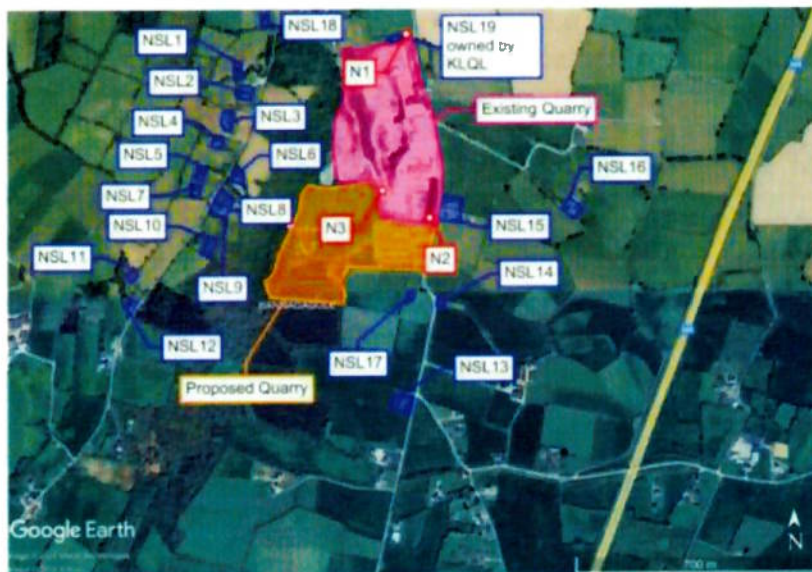 NSL1
NSL18
NSL19
owned by
KLQL
N1
NSL2
NSL3
Existing Quarry
NSL4
NSL5
NSL6
NSL16
NSL7
NSL8
NSL10
N3
NSL15
NSL11
N2
NSL9
NSL14
NSL12
NSL17
NSL13
Proposed Quarry
Google Earth
N
700 m